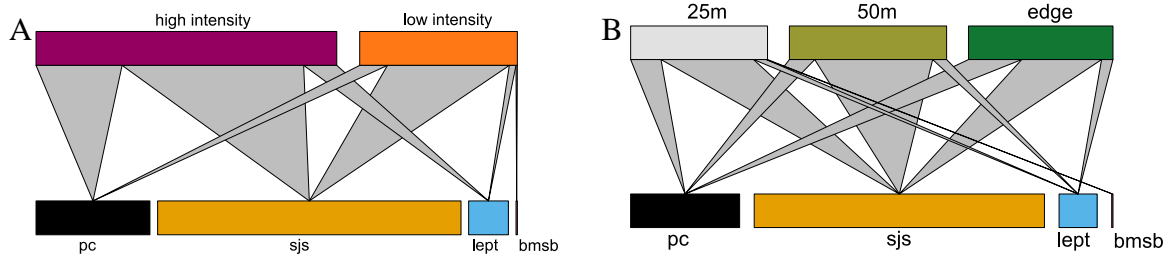 A
high intensity
low intensity
pc
sjs
lept
bmsb
B
25m
50m
edge
pc
sjs
lept
bmsb